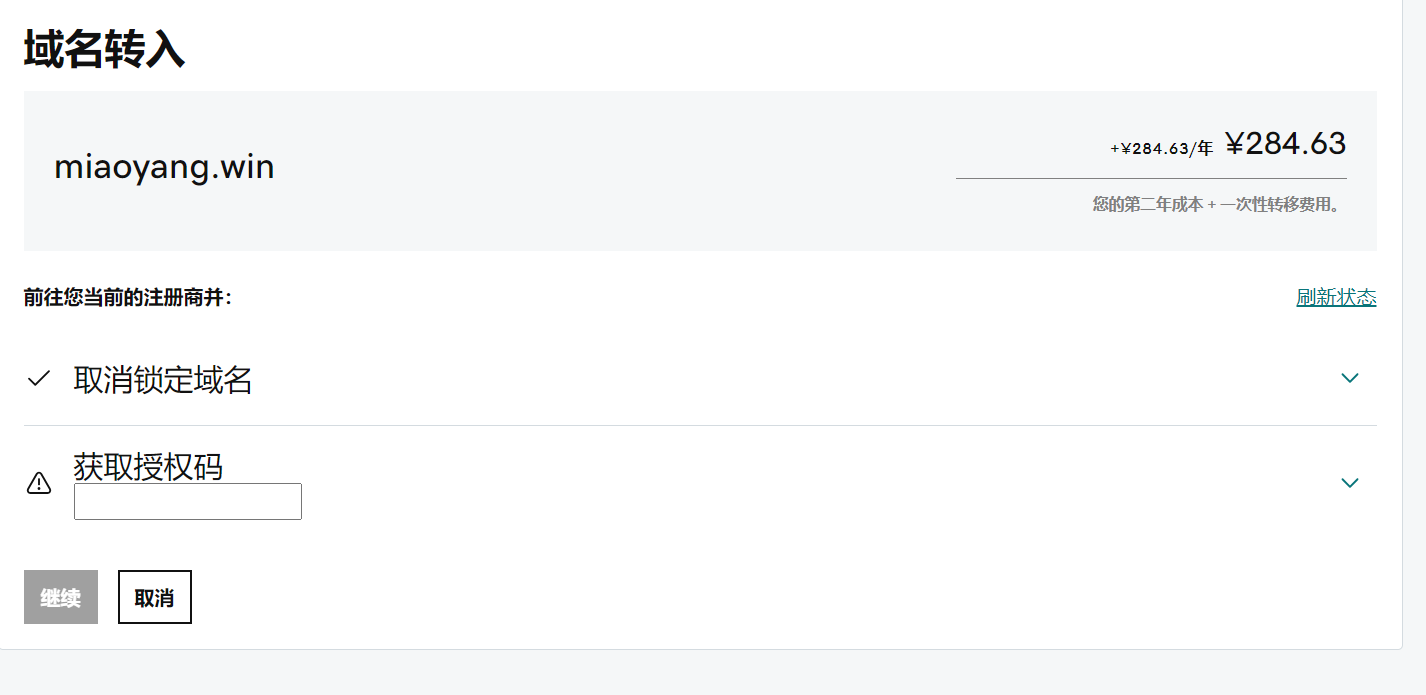 域名转入
miaoyang.win
+¥284.63/年 ¥284.63
您的第二年成本 + 一次性转移费用。
前往您当前的注册商并：
刷新状态
取消锁定域名
获取授权码
继续
取消